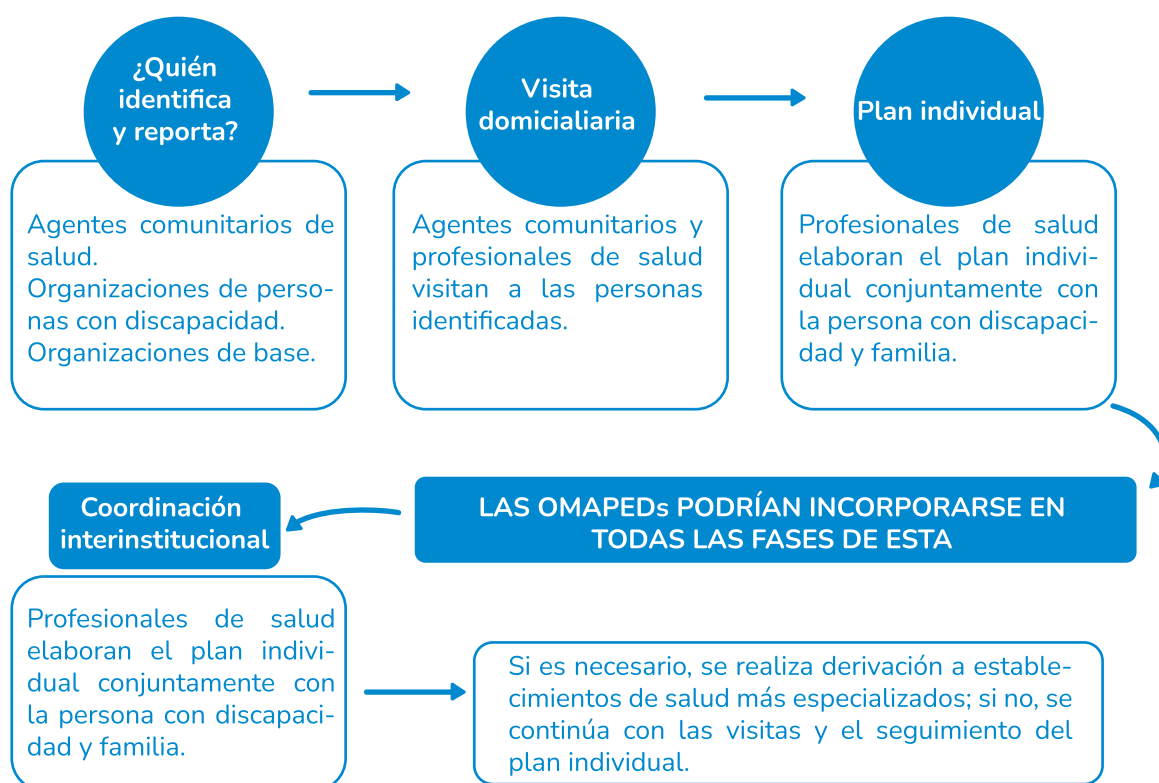 ¿Quién
identifica
y reporta?
Agentes comunitarios de
salud.
Organizaciones de perso-
nas con discapacidad.
Organizaciones de base.
Visita
domicialiaria
Agentes comunitarios y
profesionales de salud
visitan a las personas
identificadas.
Plan individual
Profesionales de salud
elaboran el plan indivi-
dual conjuntamente con
la persona con discapaci-
dad y familia.
LAS OMAPEDs PODRÍAN INCORPORARSE EN
TODAS LAS FASES DE ESTA
Coordinación
interinstitucional
Profesionales de salud
elaboran el plan indivi-
dual conjuntamente con
la persona con discapaci-
dad y familia.
Si es necesario, se realiza derivación a estable-
cimientos de salud más especializados; si no, se
continúa con las visitas y el seguimiento del
plan individual.